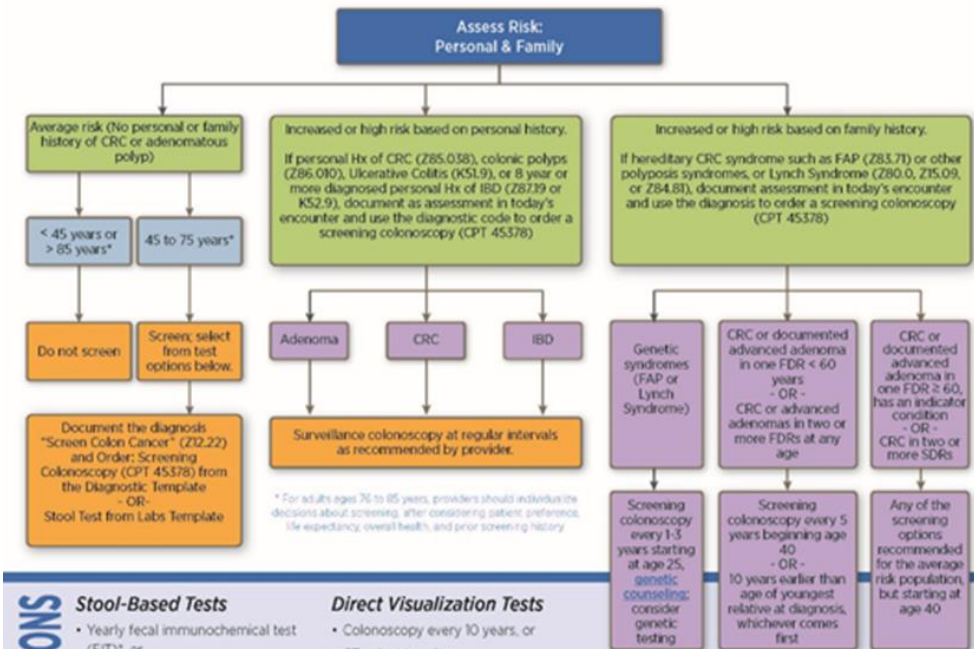 Assess Risk:
Personal & Family
Average risk (No personal or family
history of CRC or adenomatous
polyp)
< 45 years or
> 85 years*
45 to 75 years*
Do not screen
Screen; select
from test
options below.
Document the diagnosis
"Screen Colon Cancer" (Z12.22)
and Order: Screening
Colonoscopy (CPT 45378) from
the Diagnostic Template
- OR-
Stool Test from Labs Template
Increased or high risk based on personal history.
If personal Hx of CRC (Z85.038), colonic polyps
(Z86.010), Ulcerative Colitis (K51.9), or 8 year or
more diagnosed personal Hx of IBD (Z87.19 or
K52.9), document as assessment in today's
encounter and use the diagnostic code to order
a screening colonoscopy (CPT 45378)
Adenoma
CRC
IBD
Surveillance colonoscopy at regular intervals
as recommended by provider.
* For adults ages 76 to 85 years, providers should individualize
decisions about screening, after considering patient preference,
life expectancy, overall health, and prior screening history
Increased or high risk based on family history.
If hereditary CRC syndrome such as FAP (Z83.71) or other
polyposis syndromes, or Lynch Syndrome (Z80.0, Z15.09,
or Z84.81), document assessment in today's encounter
and use the diagnosis to order a screening colonoscopy
(CPT 45378)
Genetic
syndromes
(FAP or
Lynch
Syndrome)
CRC or documented
advanced adenoma
in one FDR < 60
years
- OR -
CRC or advanced
adenomas in two or
more FDRs at any
age
CRC or
documented
advanced
adenoma in
one FDR ≥ 60,
has an indicator
condition
- OR -
CRC in two or
more SDRs
Screening
colonoscopy
every 1-3
years starting
at age 25,
genetic
counseling;
consider
genetic
testing
Screening
colonoscopy every 5
years beginning age
40
- OR -
10 years earlier than
age of youngest
relative at diagnosis,
whichever comes
first
Any of the
screening
options
recommended
for the average
risk population,
but starting at
age 40
ONS
Stool-Based Tests
• Yearly fecal immunochemical test
Direct Visualization Tests
• Colonoscopy every 10 years, or